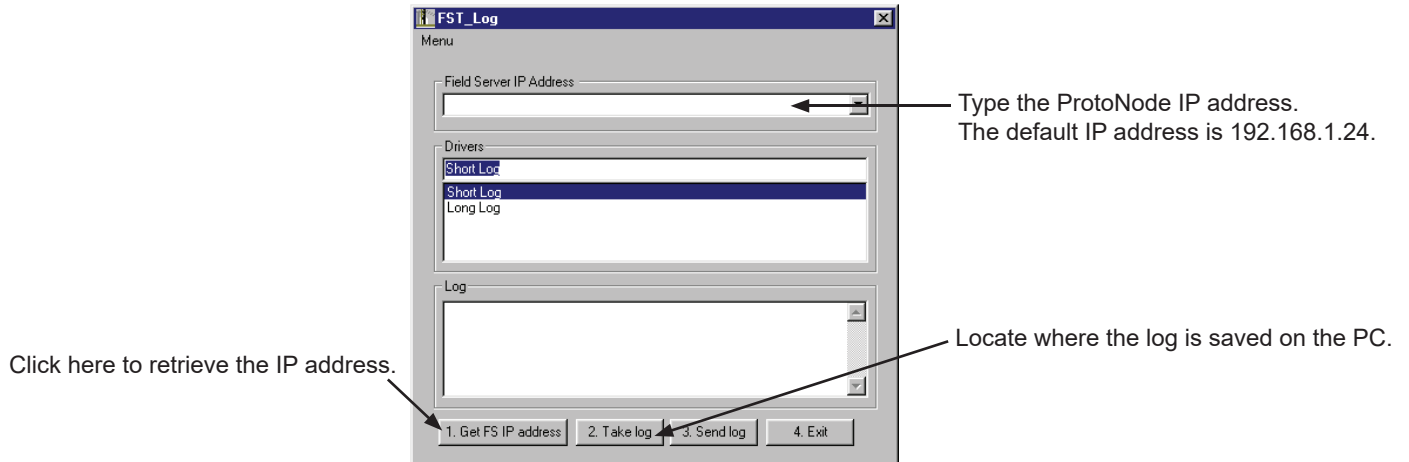 FST_Log
Menu
Field Server IP Address
Type the ProtoNode IP address.
The default IP address is 192.168.1.24.
Drivers
Short Log
Short Log
Long Log
Log
Locate where the log is saved on the PC.
Click here to retrieve the IP address.
1. Get FS IP address
2. Take log
3. Send log
4. Exit